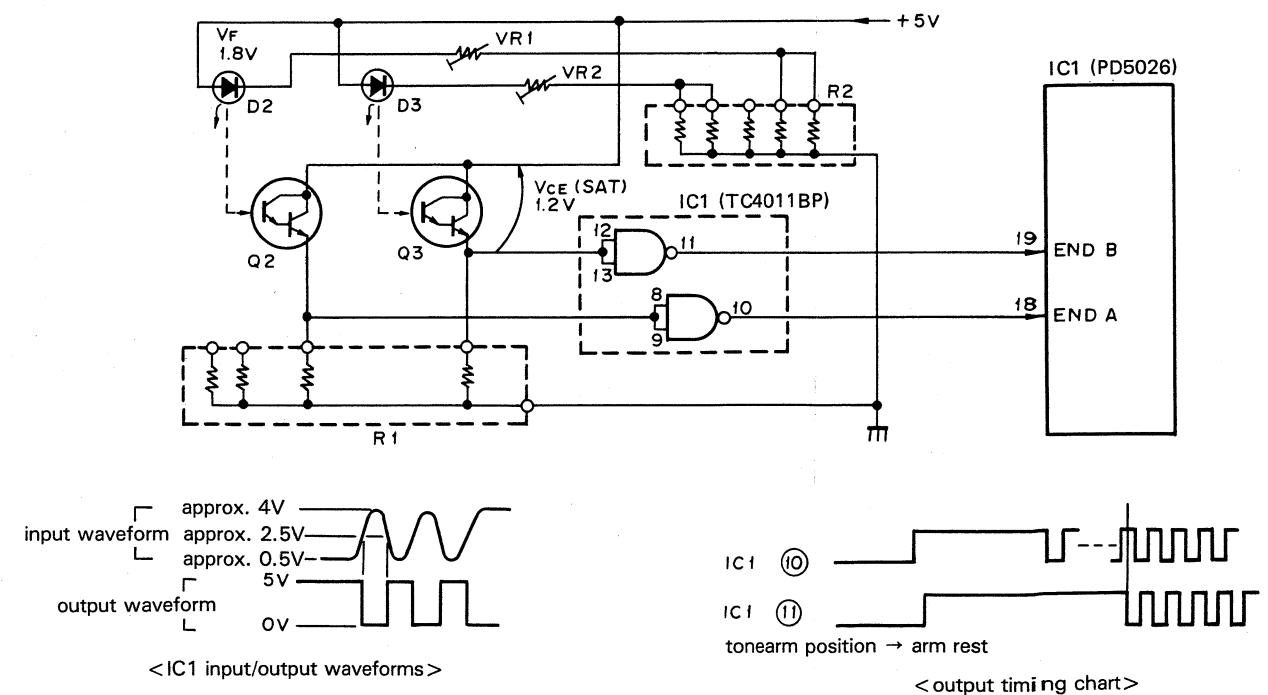 +5V
VF
1.8V
VR1
IC1 (PD5026)
VR2
D2
D3
R2
VCE (SAT)
1.2V
IC1 (TC4011BP)
12
11
13
19
END B
Q2
Q3
8
10
9
18
END A
R1
input waveform
approx. 4V
approx. 2.5V
approx. 0.5V
output waveform
5V
0V
<IC1 input/output waveforms>
IC1 10
IC1 11
tonearm position → arm rest
<output timing chart>